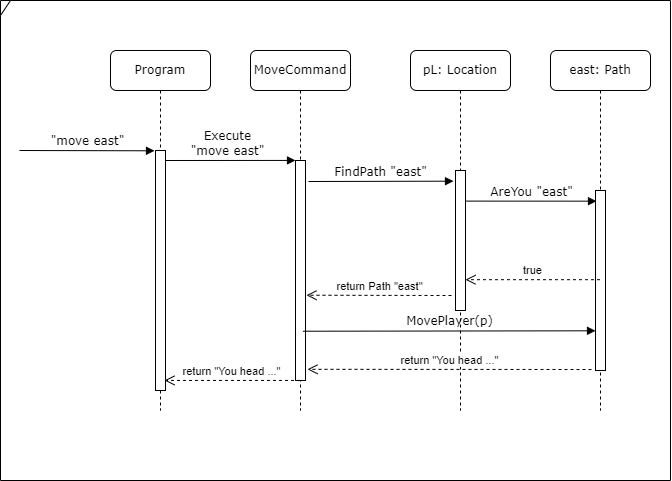 Program
MoveCommand
pL: Location
east: Path
"move east"
Execute
"move east"
FindPath "east"
AreYou "east"
true
return Path "east"
MovePlayer(p)
return "You head ..."
return "You head ..."